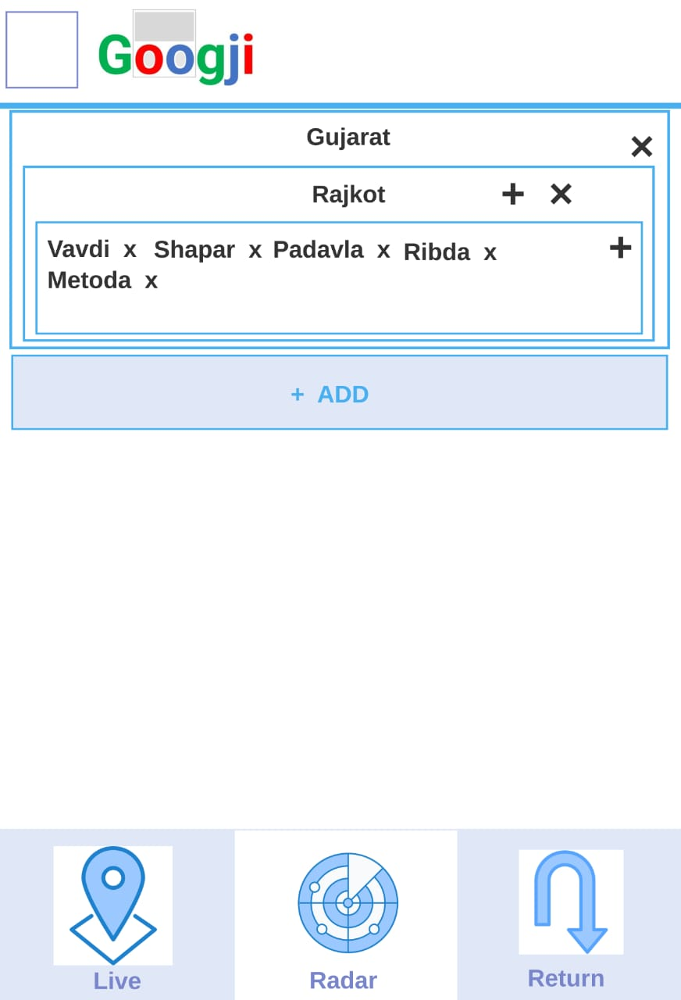 Googji
Gujarat ×
Rajkot + ×
Vavdi x Shapar x Padavla x Ribda x +
Metoda x
+ ADD
Live Radar Return